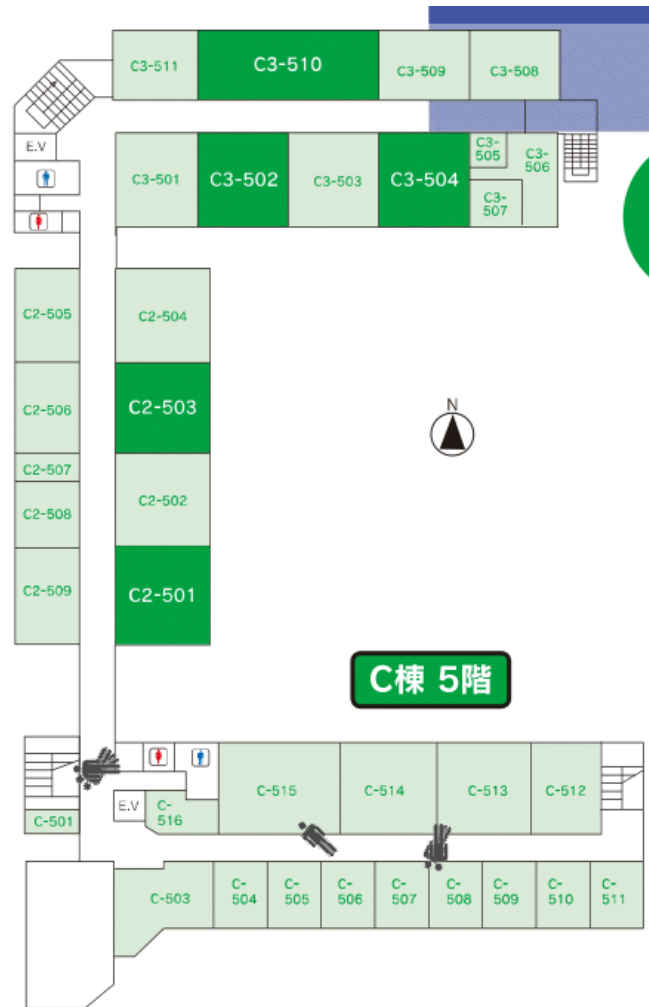 C3-511
C3-510
C3-509
C3-508
E.V
C3-501
C3-502
C3-503
C3-504
C3-
505
C3-
506
C3-
507
C2-505
C2-504
N
C2-506
C2-503
C2-507
C2-502
C2-508
C2-509
C2-501
C棟 5階
C-515
C-514
C-513
C-512
E.V
C-
516
C-501
C-503
C-
504
C-
505
C-
506
C-
507
C-
508
C-
509
C-
510
C-
511